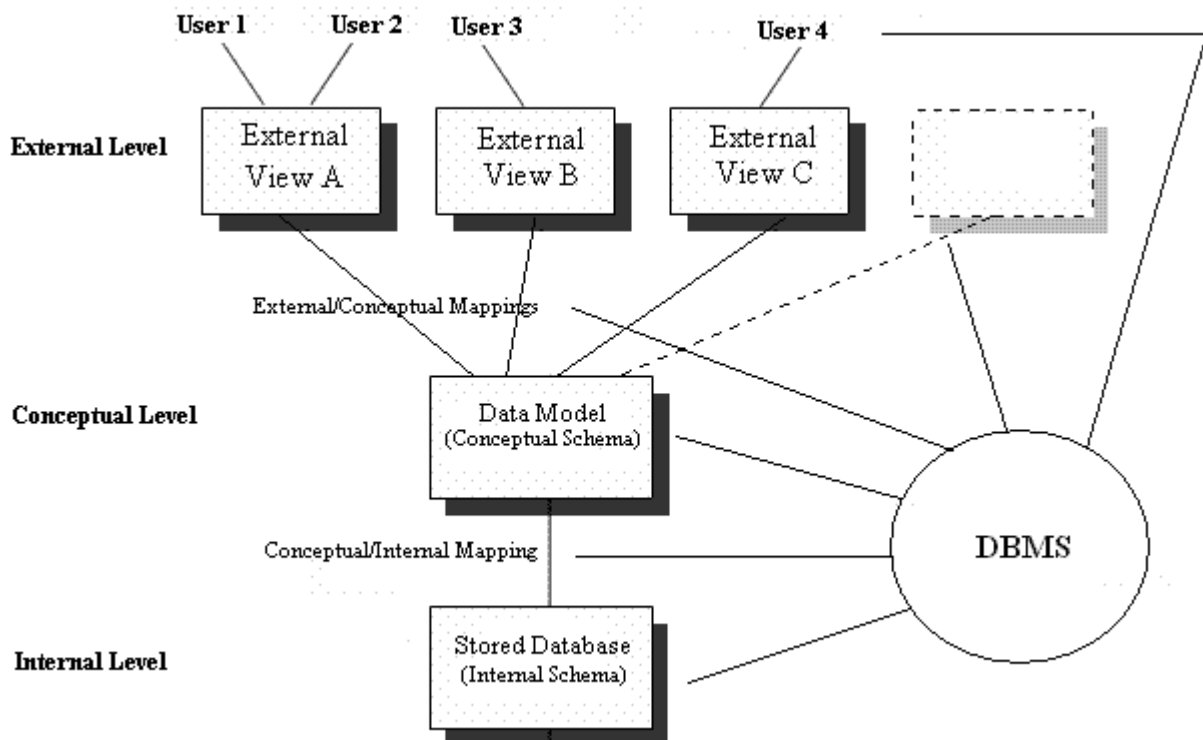 User 1
User 2
User 3
User 4
External Level
External
View A
External
View B
External
View C
External/Conceptual Mappings
Conceptual Level
Data Model
(Conceptual Schema)
Conceptual/Internal Mapping
DBMS
Internal Level
Stored Database
(Internal Schema)